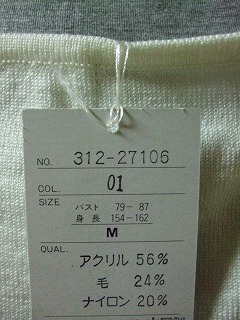 NO. 312-27106
COL. 01
SIZE
バスト 79- 87
身 長 154-162
M
QUAL.
アクリル 56%
毛 24%
ナイロン 20%